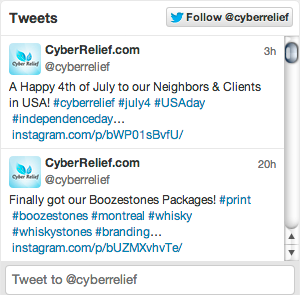 Tweets
Follow @cyberrelief
CyberRelief.com 3h
@cyberrelief
Cyber Relief
A Happy 4th of July to our Neighbors & Clients
in USA! #cyberrelief #july4 #USAday
#independenceday…
instagram.com/p/bWP01sBvfU/
CyberRelief.com 20h
@cyberrelief
Cyber Relief
Finally got our Boozestones Packages! #print
#boozestones #montreal #whisky
#whiskystones #branding…
instagram.com/p/bUZMXvhvTe/
Tweet to @cyberrelief